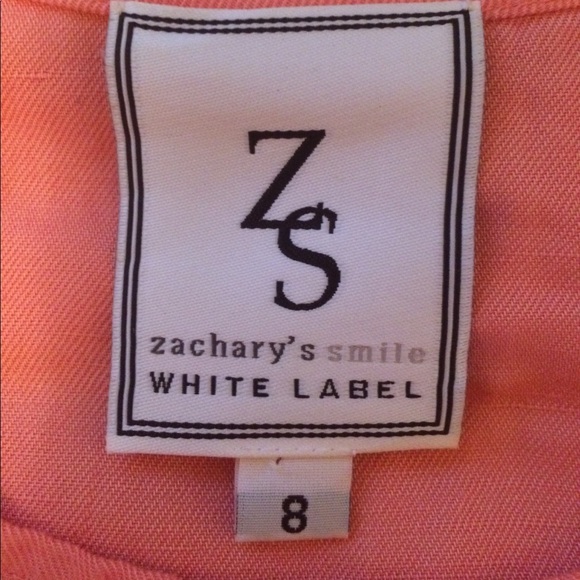 ZS
zachary's smile
WHITE LABEL
8